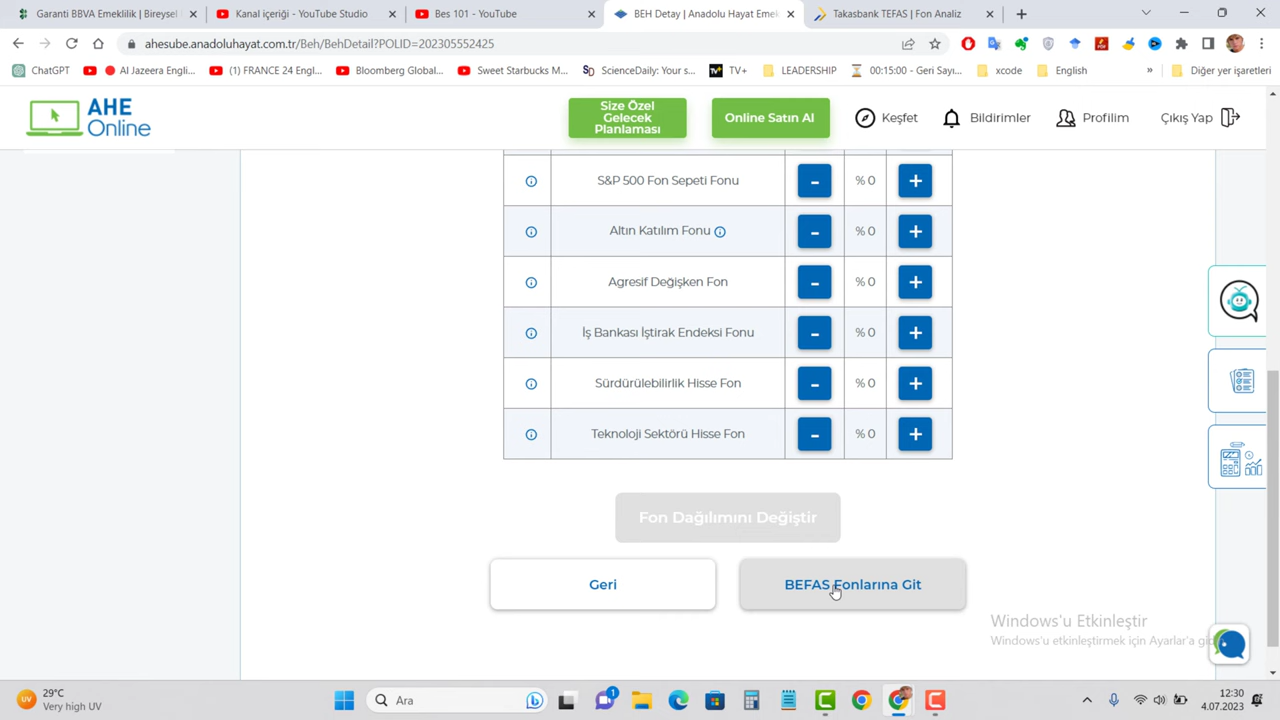 Garanti BBVA Emeklilik | Bireysel
Kanal içeriği - YouTube Studio
Bes 101 - YouTube
BEH Detay | Anadolu Hayat Emek
Takasbank TEFAS | Fon Analiz
ahesube.anadoluhayat.com.tr/Beh/BehDetail?POLID=202305552425
ChatGPT
Al Jazeera Engli...
(1) FRANCE 24 Engl...
Bloomberg Global...
Sweet Starbucks M...
ScienceDaily: Your s...
TV+
LEADERSHIP
00:15:00 - Geri Sayı...
xcode
English
»
Diğer yer işaretleri
AHE
Online
Size Özel
Gelecek
Planlaması
Online Satın Al
Keşfet
Bildirimler
Profilim
Çıkış Yap
S&P 500 Fon Sepeti Fonu - % 0 +
Altın Katılım Fonu - % 0 +
Agresif Değişken Fon - % 0 +
İş Bankası İştirak Endeksi Fonu - % 0 +
Sürdürülebilirlik Hisse Fon - % 0 +
Teknoloji Sektörü Hisse Fon - % 0 +
Fon Dağılımını Değiştir
Geri
BEFAS Fonlarına Git
Windows'u Etkinleştir
Windows'u etkinleştirmek için Ayarlar'a
29°C
Very high UV
Ara
1
12:30
4.07.2023